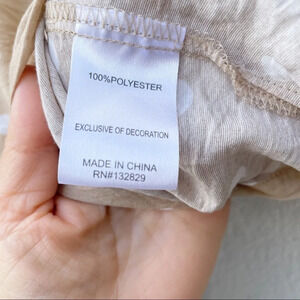 100%POLYESTER
EXCLUSIVE OF DECORATION
MADE IN CHINA
RN#132829